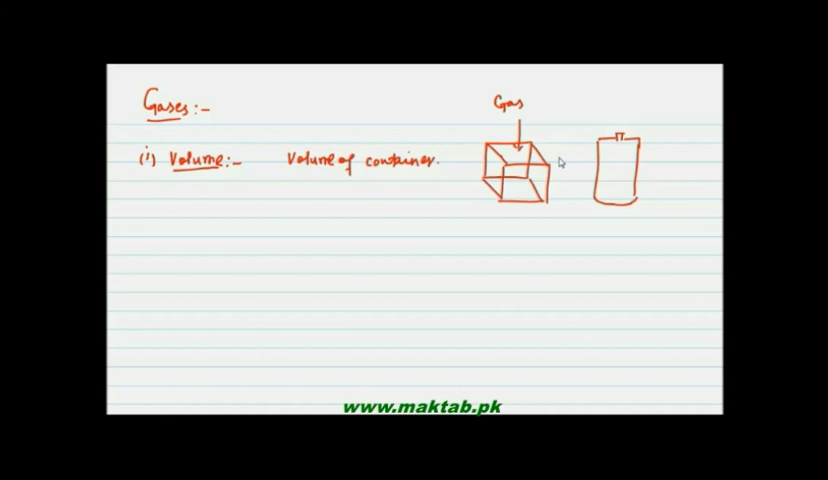 Gases:-
Gas
(i) Volume:- Volume of container.
www.maktab.pk